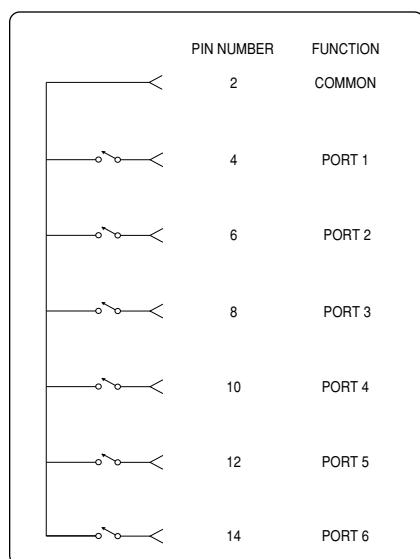 PIN NUMBER FUNCTION
2 COMMON
4 PORT 1
6 PORT 2
8 PORT 3
10 PORT 4
12 PORT 5
14 PORT 6